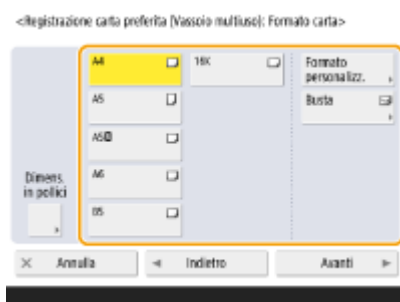 <Registrazione carta preferita (Vassoio multiuso): Formato carta>
A4
16K
Formato
personalizz.
A5
Busta
A5R
A6
Dimens.
in pollici
B5
Annulla
Indietro
Avanti